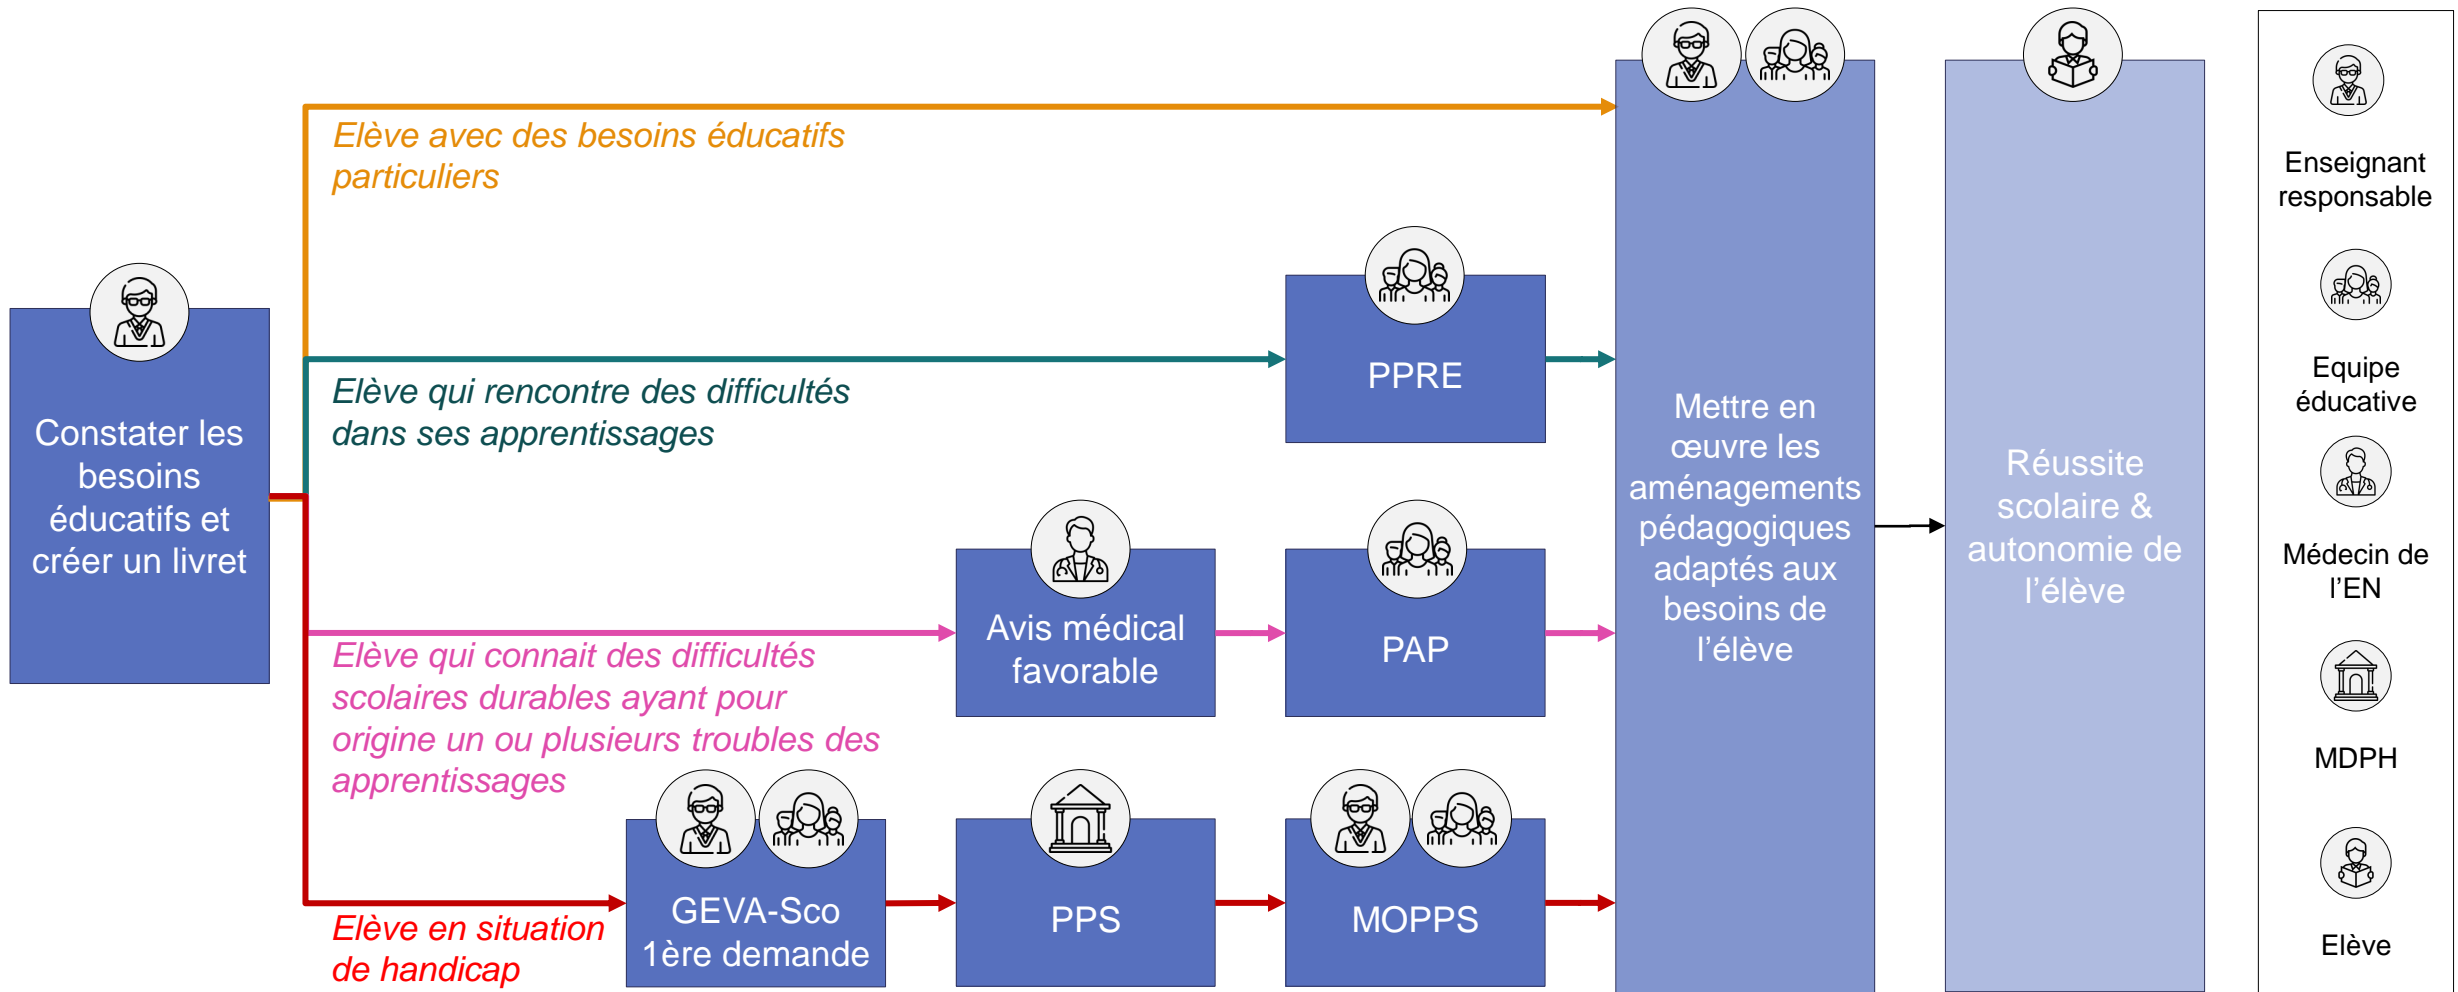 Elève avec des besoins éducatifs
particuliers
Constater les
besoins
éducatifs et
créer un livret
Elève qui rencontre des difficultés
dans ses apprentissages
PPRE
Elève qui connait des difficultés
scolaires durables ayant pour
origine un ou plusieurs troubles des
apprentissages
Avis médical
favorable
PAP
Elève en situation
de handicap
GEVA-Sco
1ère demande
PPS
MOPPS
Mettre en
œuvre les
aménagements
pédagogiques
adaptés aux
besoins de
l’élève
Réussite
scolaire &
autonomie de
l’élève
Enseignant
responsable
Equipe
éducative
Médecin de
l’EN
MDPH
Elève